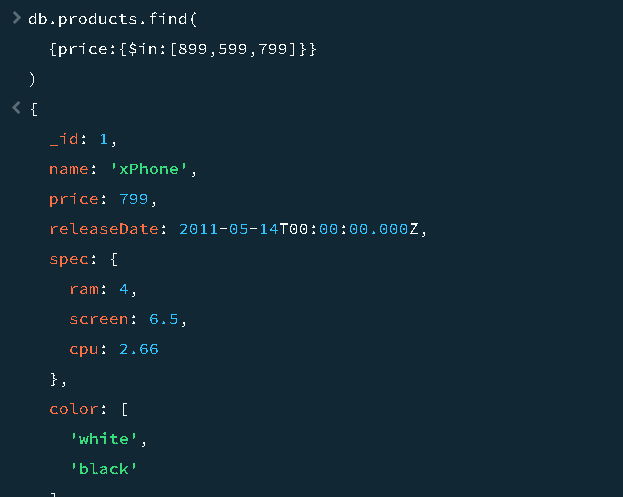 > db.products.find(
{price:{$in:[899,599,799]}}
)
< {
_id: 1,
name: 'xPhone',
price: 799,
releaseDate: 2011-05-14T00:00:00.000Z,
spec: {
ram: 4,
screen: 6.5,
cpu: 2.66
},
color: [
'white',
'black'
]